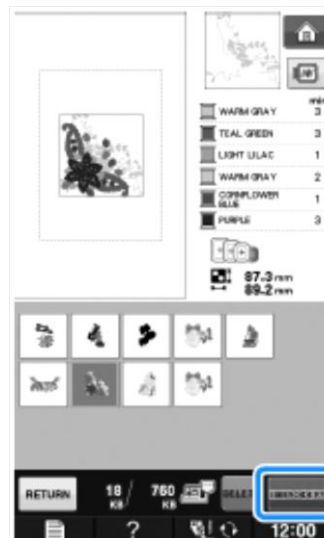 min
WARM GRAY 3
TEAL GREEN 3
LIGHT LILAC 1
WARM GRAY 2
CORNFLOWER BLUE 1
PURPLE 3
87.3 mm
89.2 mm
RETURN
18 KB / 760 KB
?
12:00